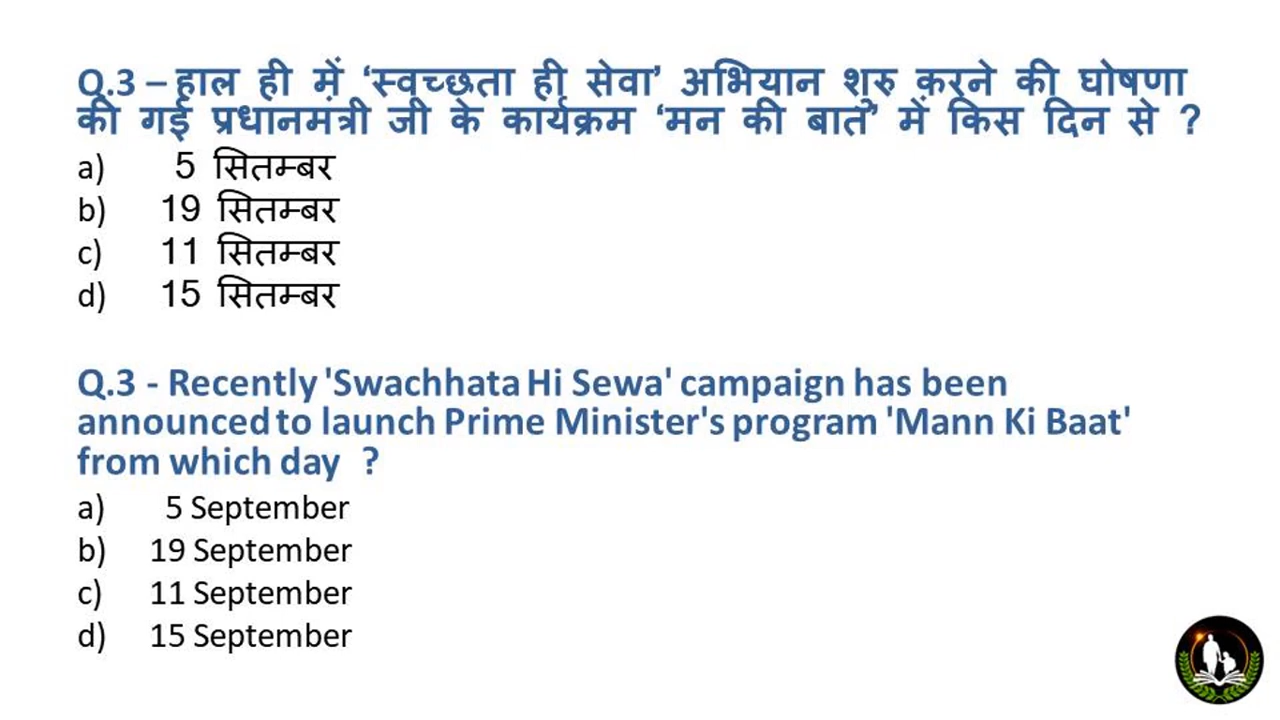 Q.3 – हाल ही में ‘स्वच्छता ही सेवा’ अभियान शुरु करने की घोषणा
की गई प्रधानमंत्री जी के कार्यक्रम ‘मन की बात’ में किस दिन से ?
a) 5 सितम्बर
b) 19 सितम्बर
c) 11 सितम्बर
d) 15 सितम्बर
Q.3 - Recently 'Swachhata Hi Sewa' campaign has been
announced to launch Prime Minister's program 'Mann Ki Baat'
from which day ?
a) 5 September
b) 19 September
c) 11 September
d) 15 September